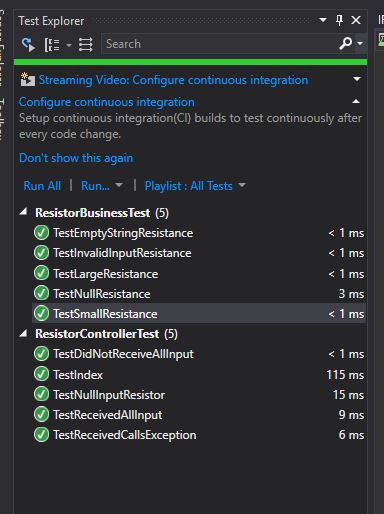 Test Explorer
Search
Streaming Video: Configure continuous integration
Configure continuous integration
Setup continuous integration(CI) builds to test continuously after
every code change.
Don't show this again
Run All | Run... | Playlist : All Tests
ResistorBusinessTest (5)
TestEmptyStringResistance < 1 ms
TestInvalidInputResistance < 1 ms
TestLargeResistance < 1 ms
TestNullResistance 3 ms
TestSmallResistance < 1 ms
ResistorControllerTest (5)
TestDidNotReceiveAllInput < 1 ms
TestIndex 115 ms
TestNullInputResistor 15 ms
TestReceivedAllInput 9 ms
TestReceivedCallsException 6 ms